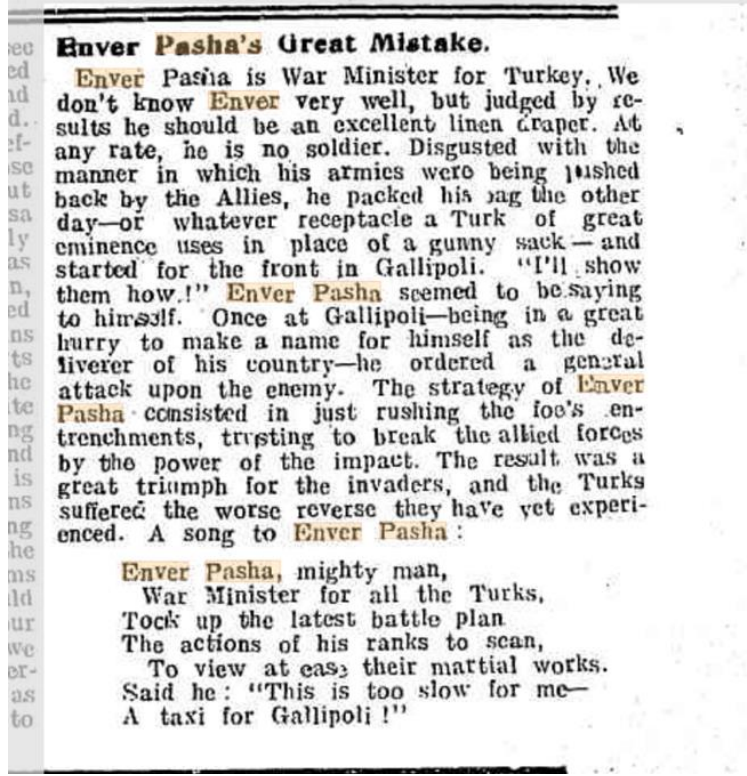 Enver Pasha's Great Mistake.
Enver Pasha is War Minister for Turkey. We
don't know Enver very well, but judged by re-
sults he should be an excellent linen draper. At
any rate, he is no soldier. Disgusted with the
manner in which his armies were being pushed
back by the Allies, he packed his bag the other
day—or whatever receptacle a Turk of great
eminence uses in place of a gunny sack — and
started for the front in Gallipoli. "I'll show
them how!" Enver Pasha seemed to be saying
to himself. Once at Gallipoli—being in a great
hurry to make a name for himself as the de-
liverer of his country—he ordered a general
attack upon the enemy. The strategy of Enver
Pasha consisted in just rushing the foe's en-
trenchments, trusting to break the allied forces
by the power of the impact. The result was a
great triumph for the invaders, and the Turks
suffered the worse reverse they have yet experi-
enced. A song to Enver Pasha :
Enver Pasha, mighty man,
War Minister for all the Turks,
Took up the latest battle plan
The actions of his ranks to scan,
To view at ease their martial works.
Said he : "This is too slow for me—
A taxi for Gallipoli !"